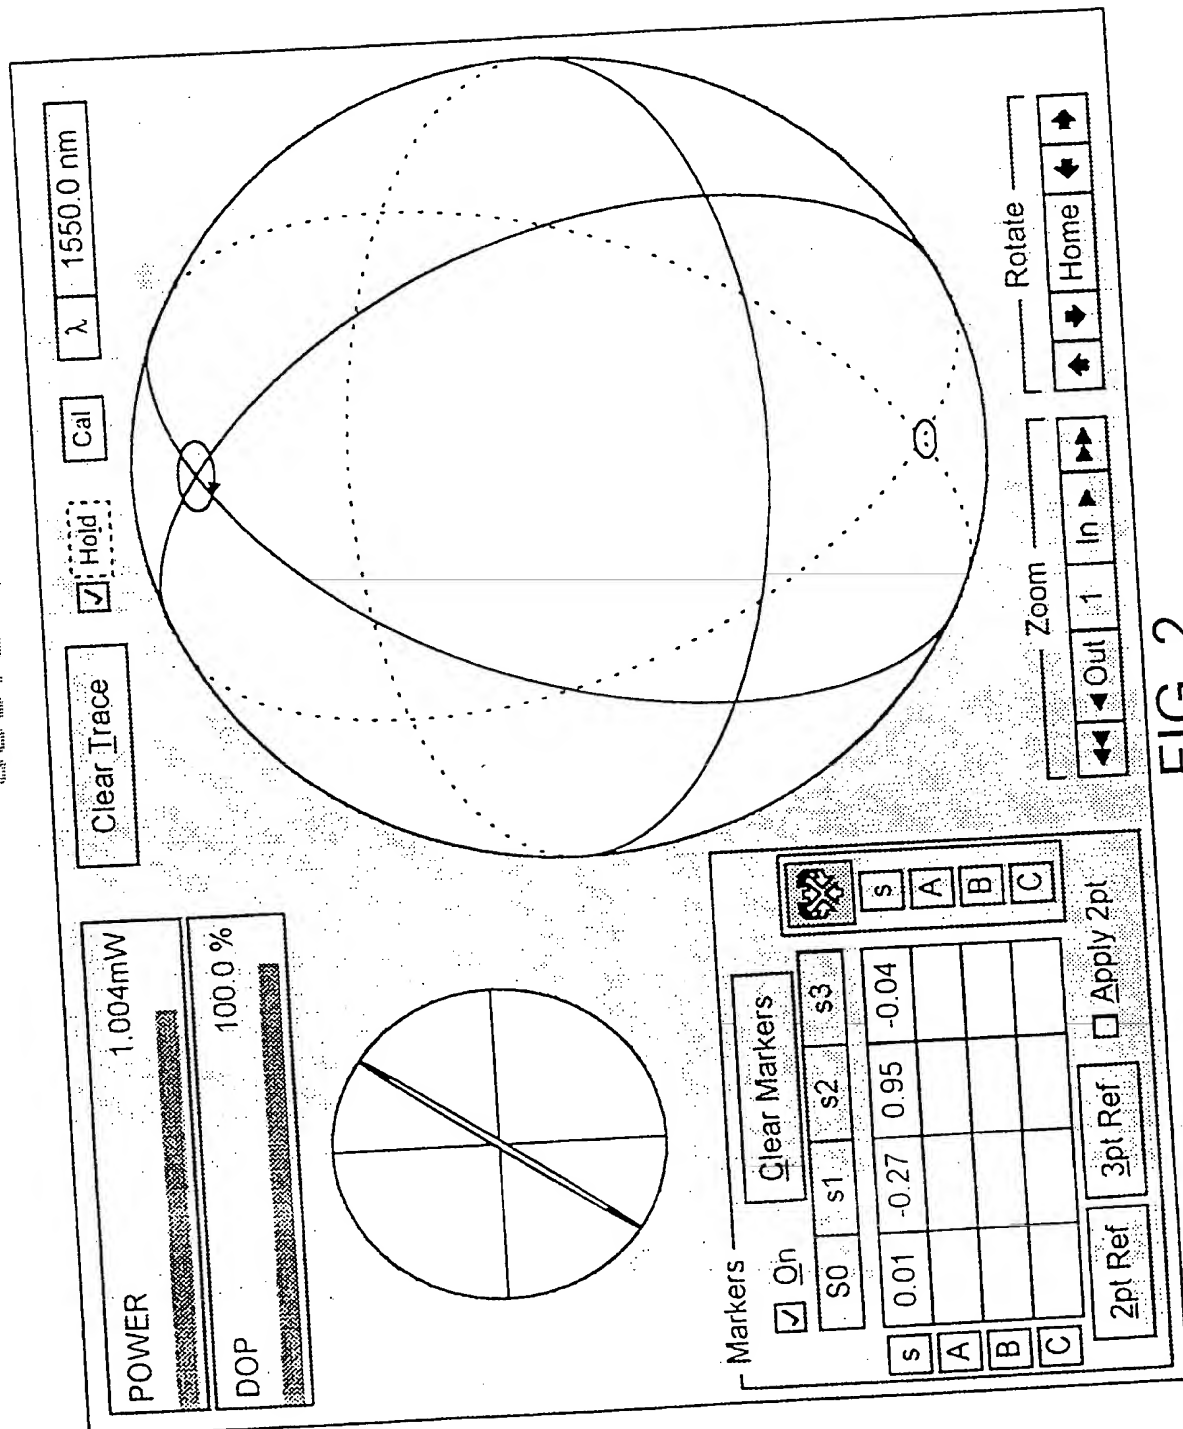 POWER 1.004mW
DOP 100.0 %
Clear Trace
✓ Hold
Cal
λ 1550.0 nm
Markers
✓ On
Clear Markers
S0 s1 s2 s3
s 0.01 -0.27 0.95 -0.04 s
A A
B B
C C
2pt Ref 3pt Ref Apply 2pt
Zoom
Out 1 In
Rotate
Home
FIG. 2